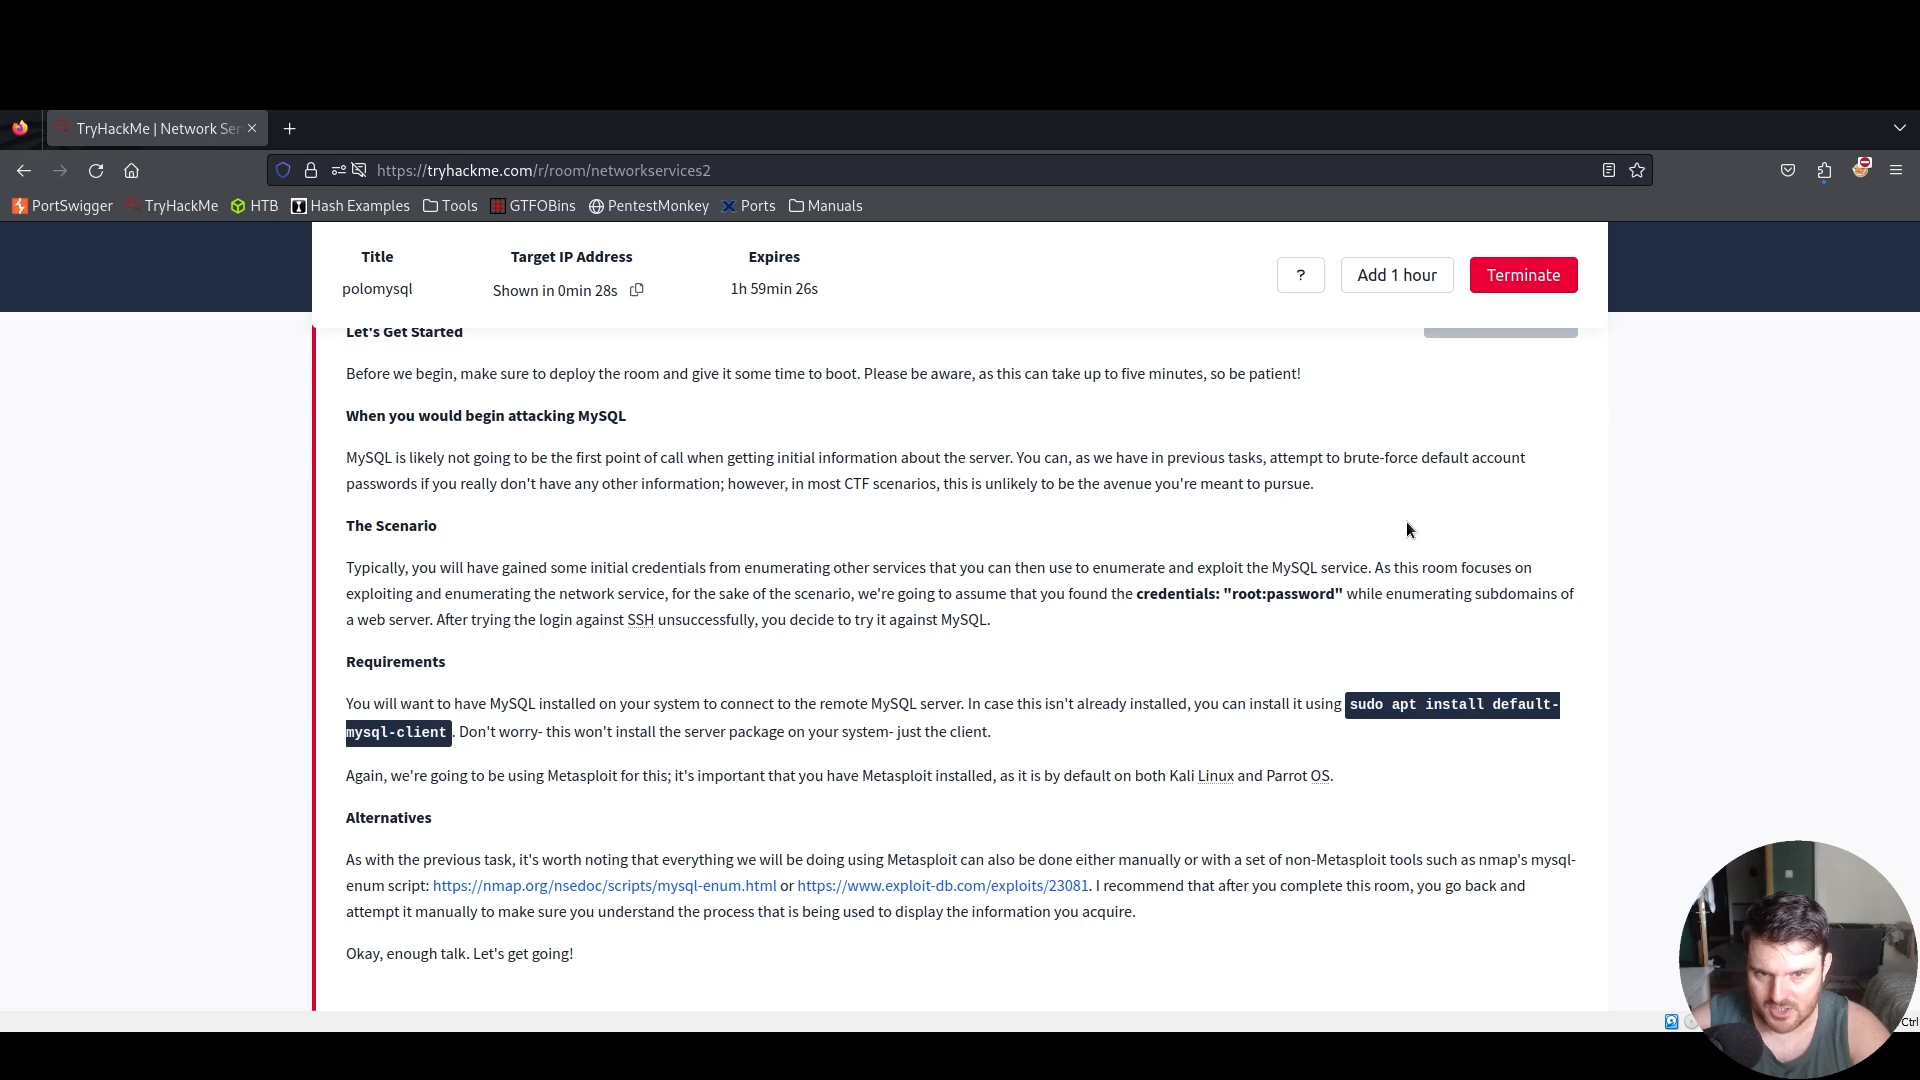 TryHackMe | Network Ser
https://tryhackme.com/r/room/networkservices2
PortSwigger TryHackMe HTB Hash Examples Tools GTFOBins PentestMonkey Ports Manuals
Title Target IP Address Expires
polomysql Shown in 0min 28s 1h 59min 26s
? Add 1 hour Terminate
Let's Get Started
Before we begin, make sure to deploy the room and give it some time to boot. Please be aware, as this can take up to five minutes, so be patient!
When you would begin attacking MySQL
MySQL is likely not going to be the first point of call when getting initial information about the server. You can, as we have in previous tasks, attempt to brute-force default account
passwords if you really don't have any other information; however, in most CTF scenarios, this is unlikely to be the avenue you're meant to pursue.
The Scenario
Typically, you will have gained some initial credentials from enumerating other services that you can then use to enumerate and exploit the MySQL service. As this room focuses on
exploiting and enumerating the network service, for the sake of the scenario, we're going to assume that you found the credentials: "root:password" while enumerating subdomains of
a web server. After trying the login against SSH unsuccessfully, you decide to try it against MySQL.
Requirements
You will want to have MySQL installed on your system to connect to the remote MySQL server. In case this isn't already installed, you can install it using sudo apt install default-
mysql-client. Don't worry- this won't install the server package on your system- just the client.
Again, we're going to be using Metasploit for this; it's important that you have Metasploit installed, as it is by default on both Kali Linux and Parrot OS.
Alternatives
As with the previous task, it's worth noting that everything we will be doing using Metasploit can also be done either manually or with a set of non-Metasploit tools such as nmap's mysql-
enum script: https://nmap.org/nsedoc/scripts/mysql-enum.html or https://www.exploit-db.com/exploits/23081. I recommend that after you complete this room, you go back and
attempt it manually to make sure you understand the process that is being used to display the information you acquire.
Okay, enough talk. Let's get going!
Ctrl